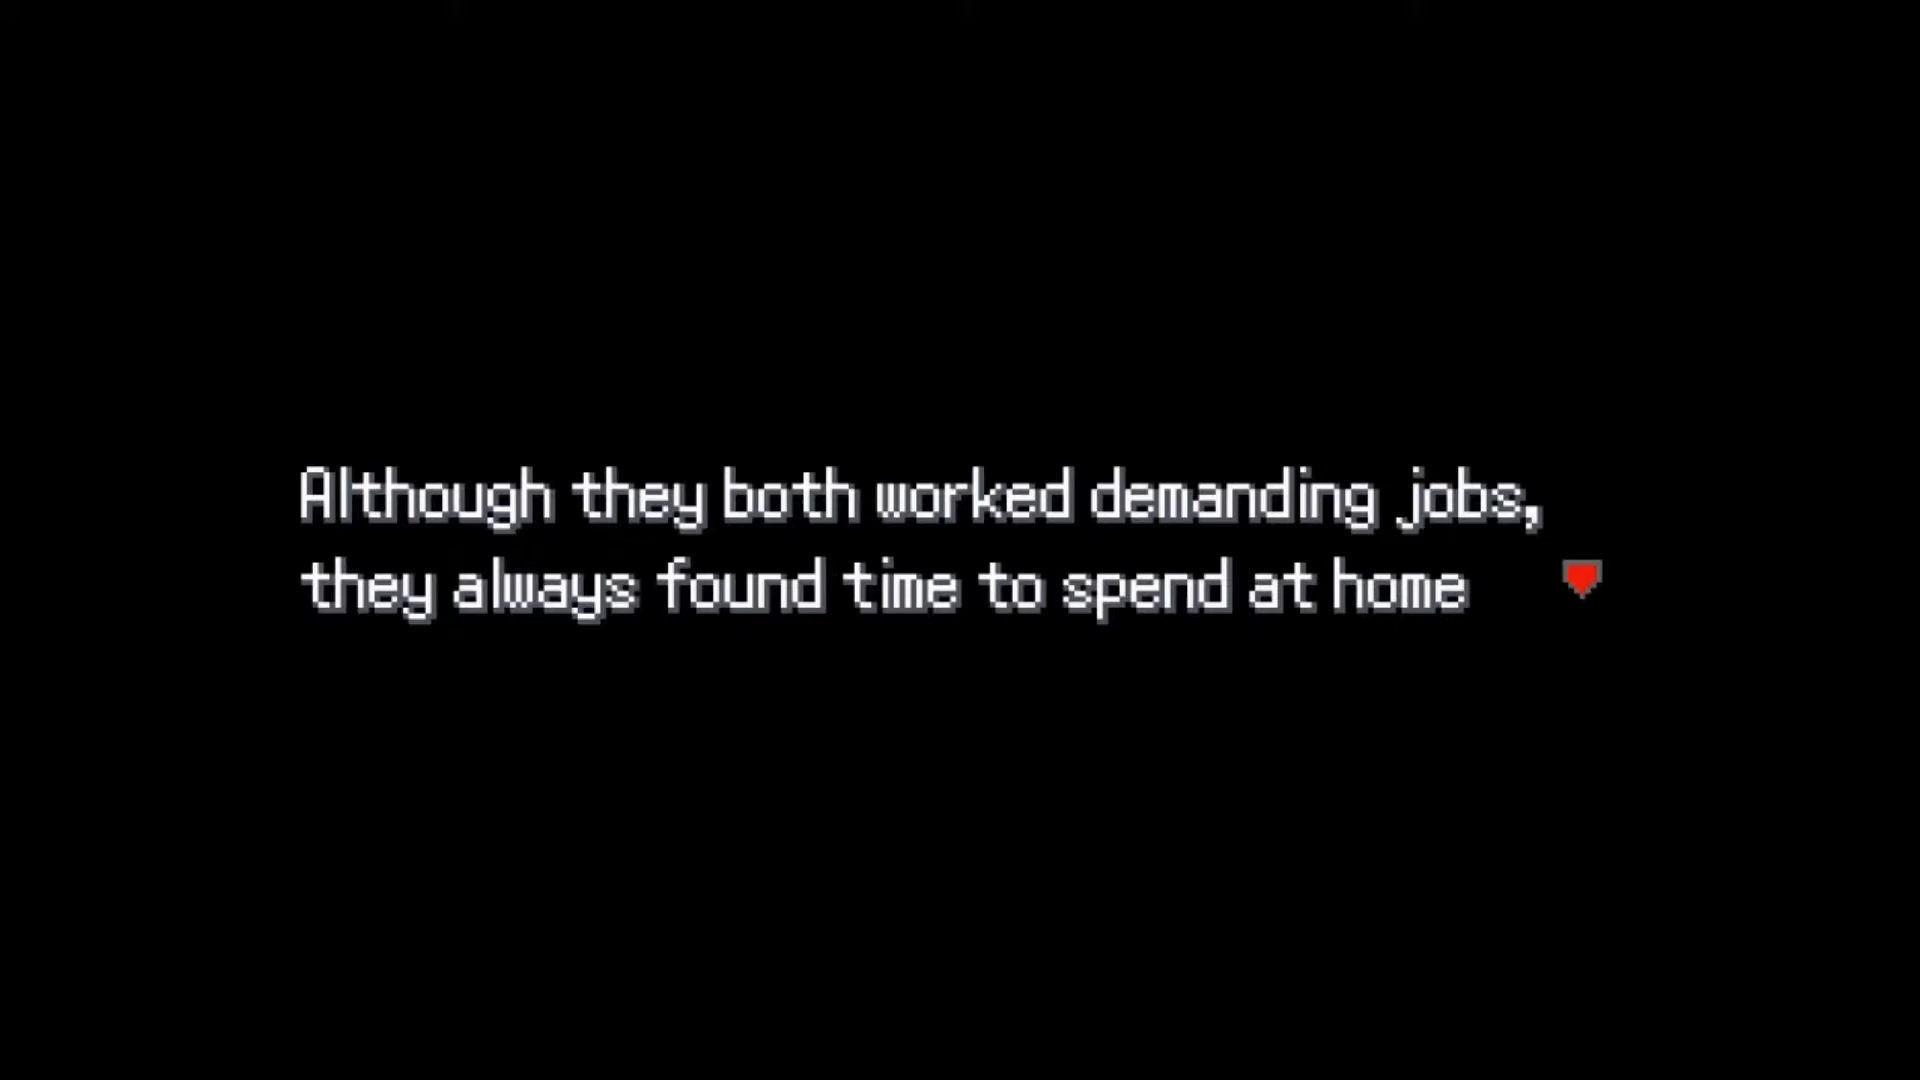 Although they both worked demanding jobs,
they always found time to spend at home